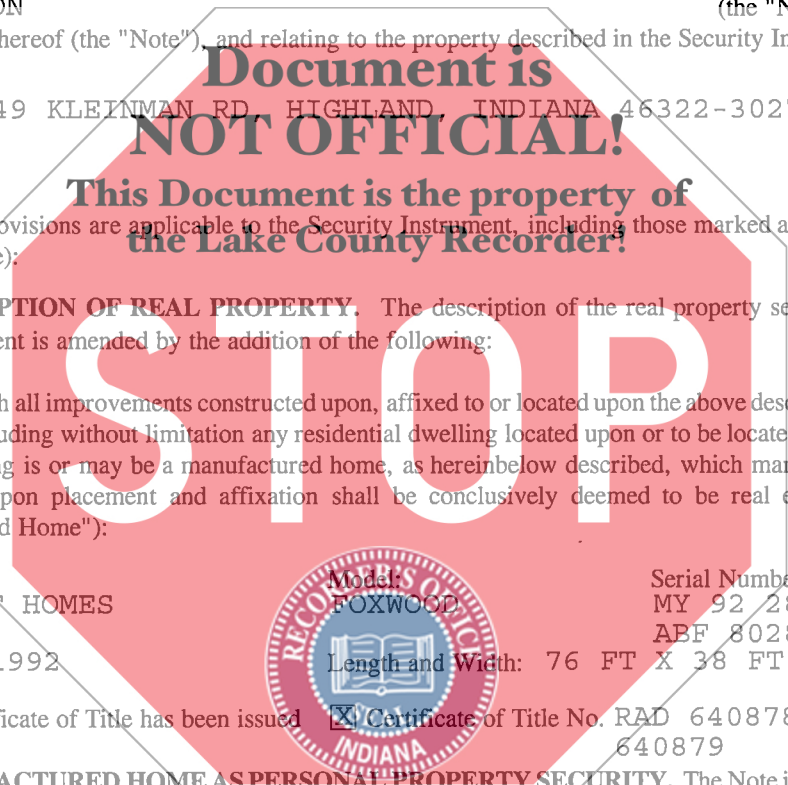 ON (the "N
hereof (the "Note"), and relating to the property described in the Security In
Document is
49 KLEINMAN RD, HIGHLAND, INDIANA 46322-302
NOT OFFICIAL!
This Document is the property of
ovisions are applicable to the Security Instrument, including those marked a
the Lake County Recorder!
e):
PTION OF REAL PROPERTY. The description of the real property se
ent is amended by the addition of the following:
STOP
h all improvements constructed upon, affixed to or located upon the above desc
uding without limitation any residential dwelling located upon or to be locate
g is or may be a manufactured home, as hereinbelow described, which man
pon placement and affixation shall be conclusively deemed to be real e
d Home"):
Model: Serial Numbe
HOMES FOXWOOD MY 92 28
ABF 8028
1992 Length and Width: 76 FT X 38 FT
ficate of Title has been issued X Certificate of Title No. RAD 640878
640879
RECORDER'S OFFICE
SEAL
INDIANA
ACTURED HOME AS PERSONAL PROPERTY SECURITY. The Note i